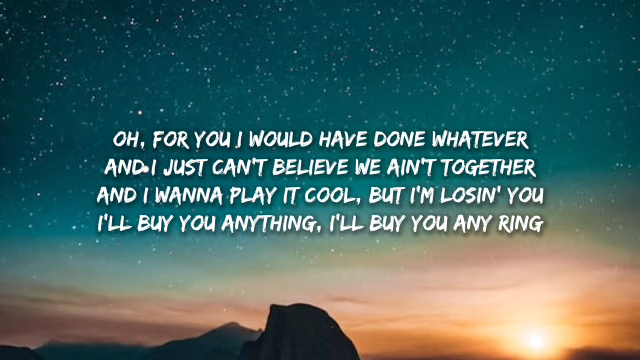 OH, FOR YOU I WOULD HAVE DONE WHATEVER
AND I JUST CAN'T BELIEVE WE AIN'T TOGETHER
AND I WANNA PLAY IT COOL, BUT I'M LOSIN' YOU
I'LL BUY YOU ANYTHING, I'LL BUY YOU ANY RING